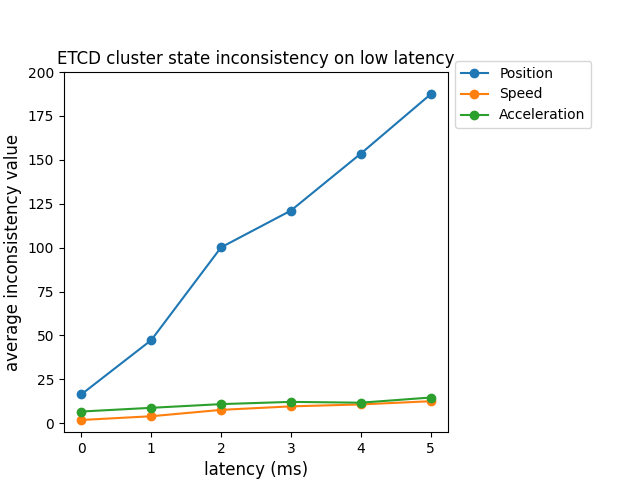 ETCD cluster state inconsistency on low latency
Position
Speed
Acceleration
200
175
150
125
100
75
50
25
0
average inconsistency value
0 1 2 3 4 5
latency (ms)